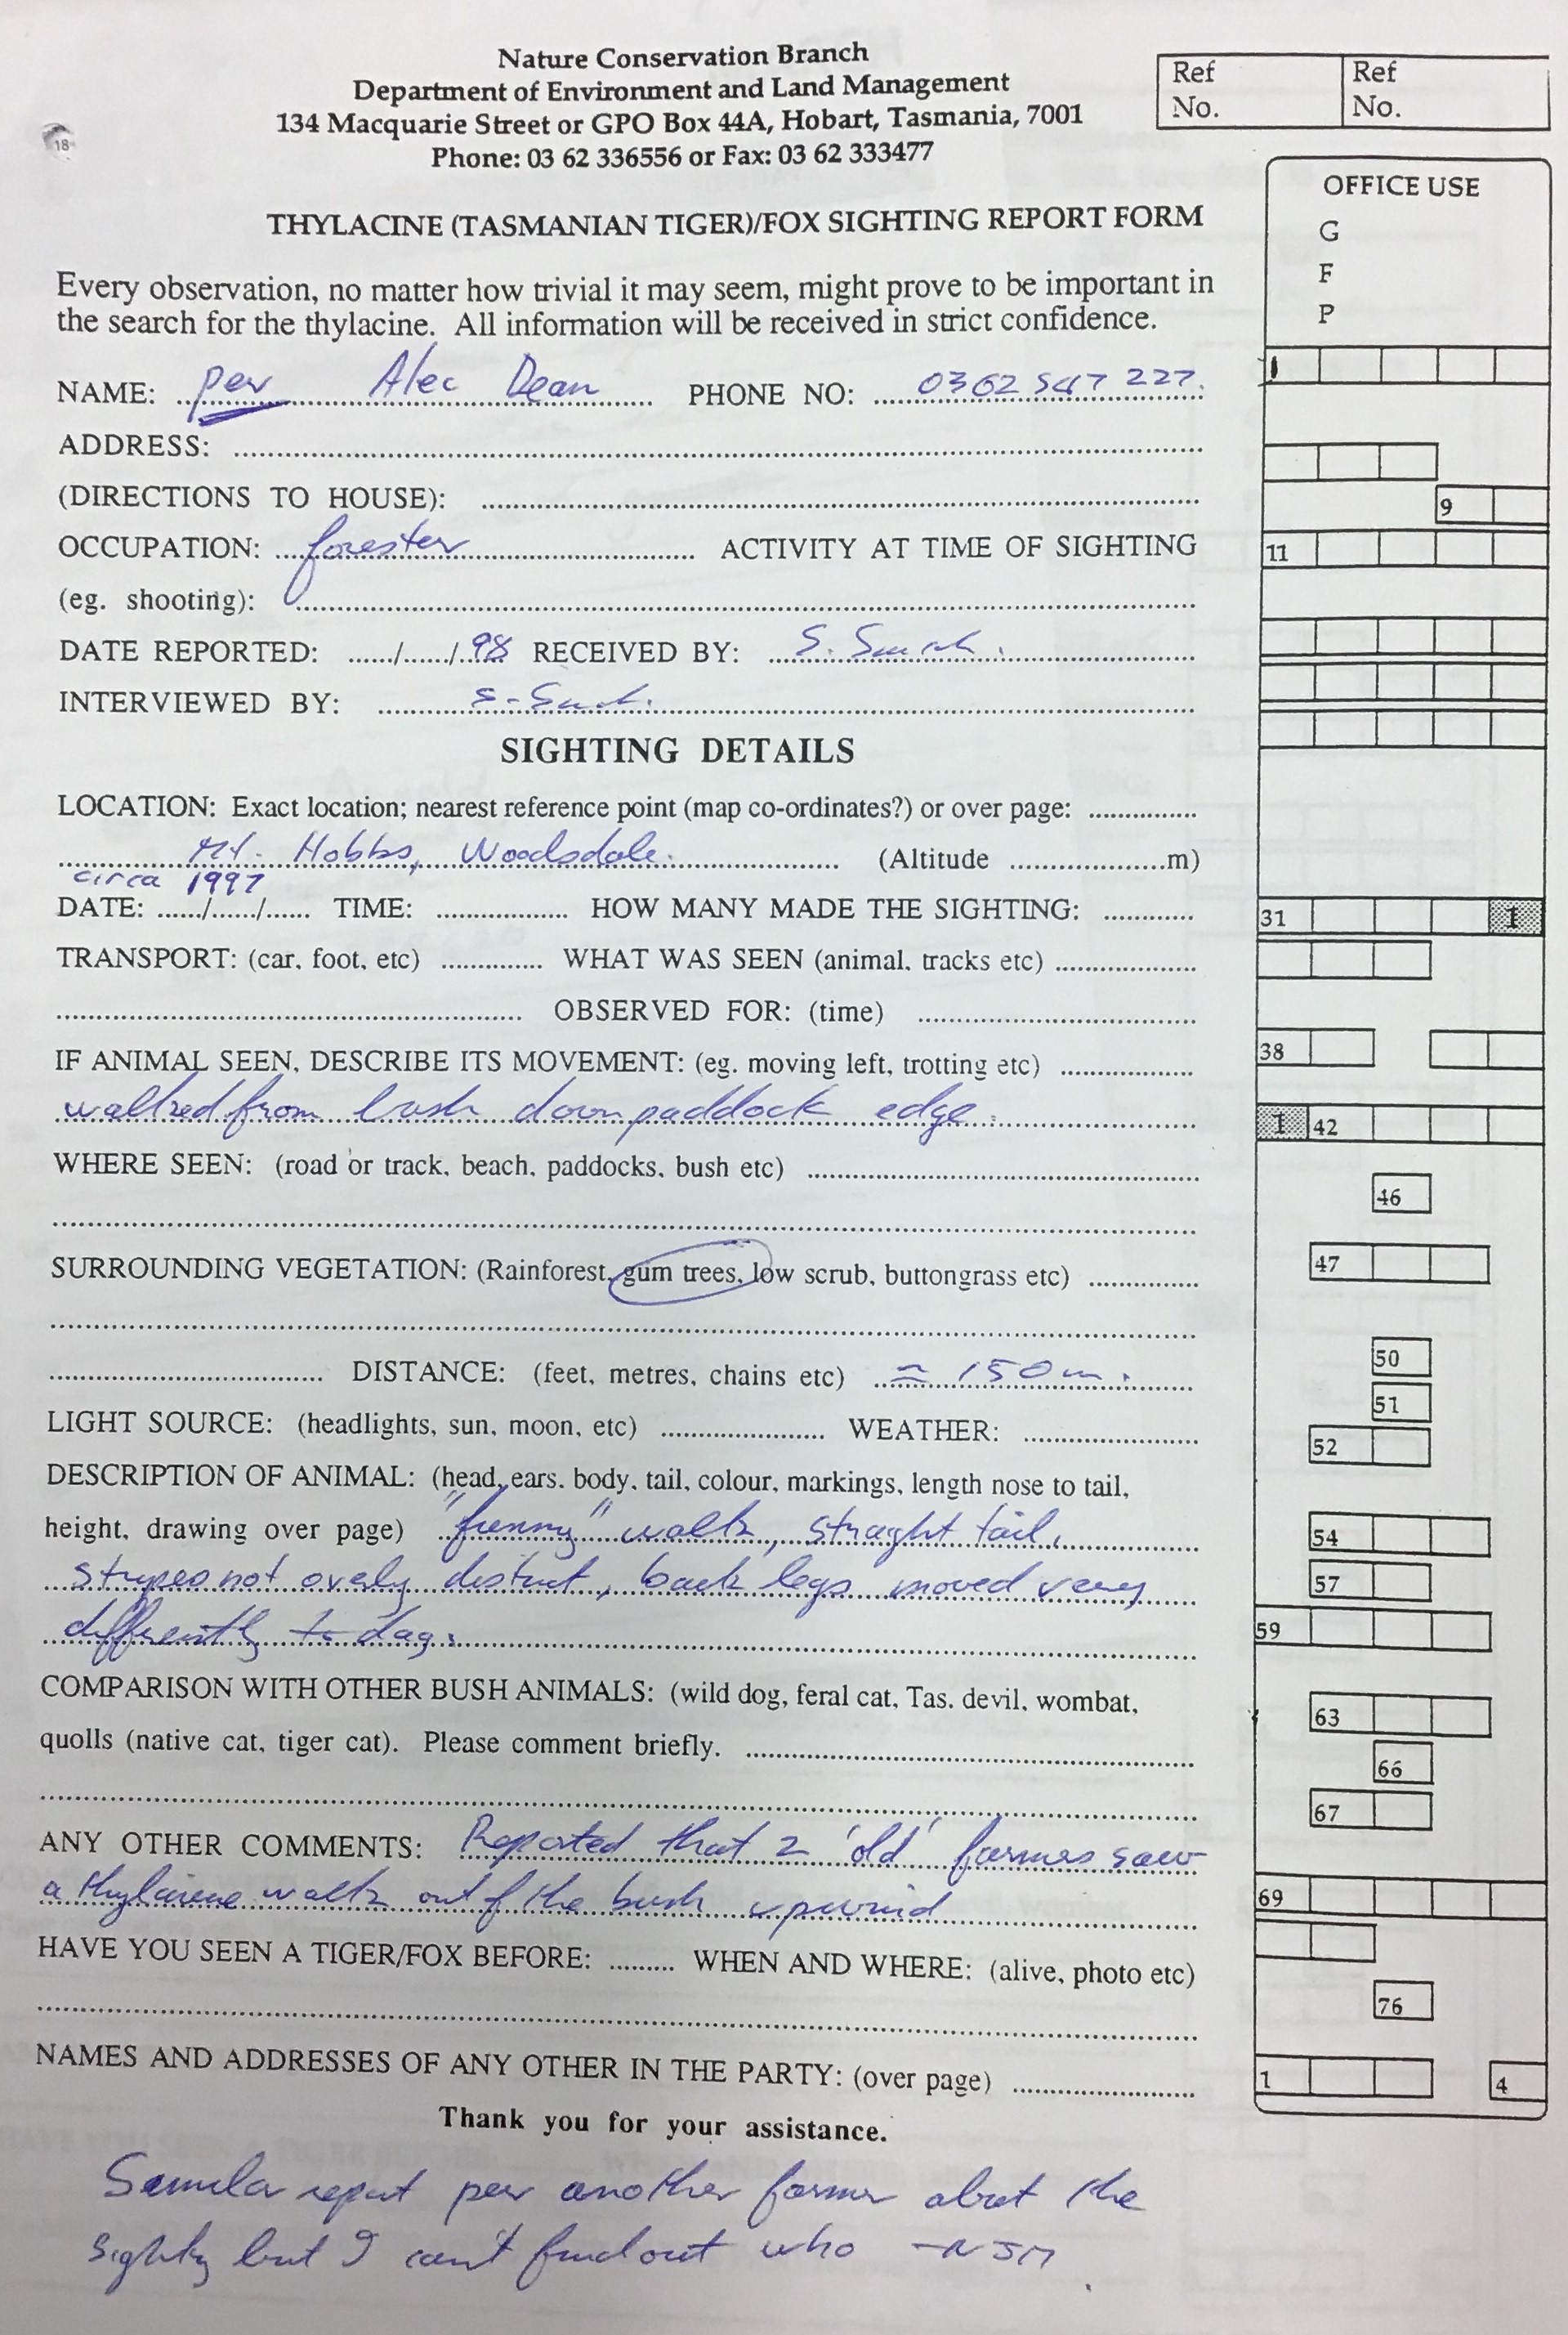 Nature Conservation Branch
Department of Environment and Land Management
134 Macquarie Street or GPO Box 44A, Hobart, Tasmania, 7001
Phone: 03 62 336556 or Fax: 03 62 333477
Ref No.
Ref No.
18
THYLACINE (TASMANIAN TIGER)/FOX SIGHTING REPORT FORM
OFFICE USE
G
F
P
Every observation, no matter how trivial it may seem, might prove to be important in
the search for the thylacine. All information will be received in strict confidence.
NAME: per Alec Dean PHONE NO: 0362 547 227. 1
ADDRESS:
(DIRECTIONS TO HOUSE): 9
OCCUPATION: forester ACTIVITY AT TIME OF SIGHTING 11
(eg. shooting):
DATE REPORTED: ....../....../..98 RECEIVED BY: S.
INTERVIEWED BY: S.
SIGHTING DETAILS
LOCATION: Exact location; nearest reference point (map co-ordinates?) or over page:
Mt. Hobbs, Woodsdale. (Altitude ....................m)
circa 1997
DATE: ....../....../...... TIME: .................. HOW MANY MADE THE SIGHTING: ............ 31 1
TRANSPORT: (car, foot, etc) .............. WHAT WAS SEEN (animal, tracks etc)
OBSERVED FOR: (time)
IF ANIMAL SEEN, DESCRIBE ITS MOVEMENT: (eg. moving left, trotting etc) 38
walked from bush down paddock edge. 1 42
WHERE SEEN: (road or track, beach, paddocks, bush etc) 46
SURROUNDING VEGETATION: (Rainforest, gum trees, low scrub, buttongrass etc) 47
DISTANCE: (feet, metres, chains etc) ≈ 150m. 50
51
LIGHT SOURCE: (headlights, sun, moon, etc) .................. WEATHER: 52
DESCRIPTION OF ANIMAL: (head, ears, body, tail, colour, markings, length nose to tail,
height, drawing over page) "funny" walk, straight tail, 54
stripes not overly distinct, back legs moved very 57
differently to dog. 59
COMPARISON WITH OTHER BUSH ANIMALS: (wild dog, feral cat, Tas. devil, wombat, 63
quolls (native cat, tiger cat). Please comment briefly. 66
67
ANY OTHER COMMENTS: Reported that 2 'old' farmers saw
a thylacine walk out of the bush upwind 69
HAVE YOU SEEN A TIGER/FOX BEFORE: ......... WHEN AND WHERE: (alive, photo etc)
76
NAMES AND ADDRESSES OF ANY OTHER IN THE PARTY: (over page) 1 4
Thank you for your assistance.
Similar report per another farmer about the
sighting but I can't find out who